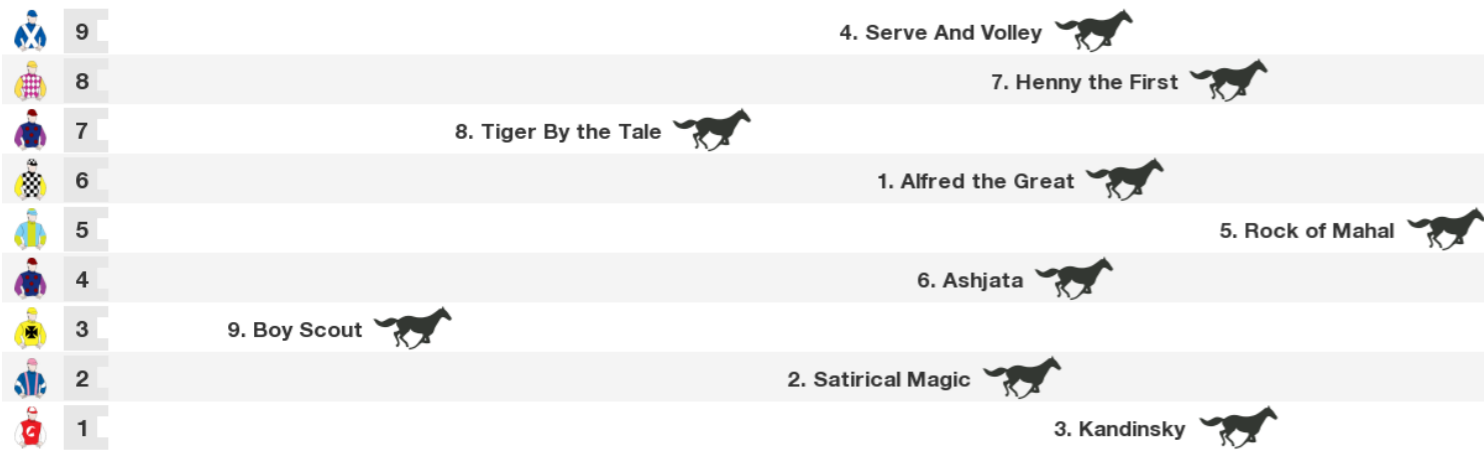 9 4. Serve And Volley
8 7. Henny the First
7 8. Tiger By the Tale
6 1. Alfred the Great
5 5. Rock of Mahal
4 6. Ashjata
3 9. Boy Scout
2 2. Satirical Magic
1 3. Kandinsky